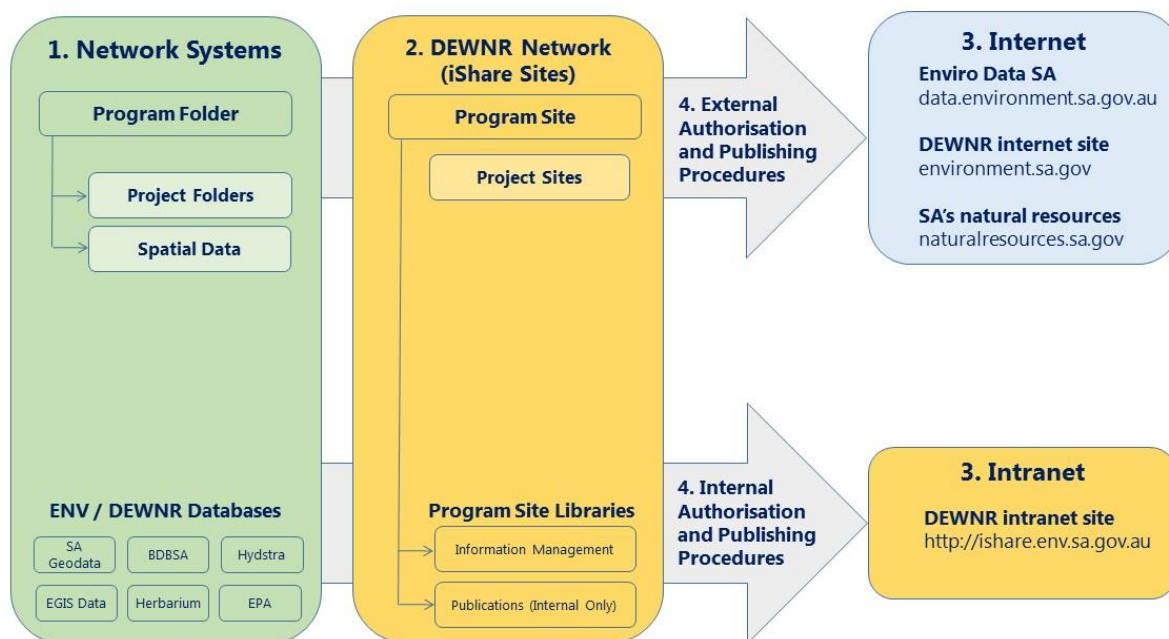 1. Network Systems
Program Folder
Project Folders
Spatial Data
ENV / DEWNR Databases
SA
Geodata
BDBSA
Hydstra
EGIS Data
Herbarium
EPA
2. DEWNR Network
(iShare Sites)
Program Site
Project Sites
Program Site Libraries
Information Management
Publications (Internal Only)
4. External
Authorisation
and Publishing
Procedures
4. Internal
Authorisation
and Publishing
Procedures
3. Internet
Enviro Data SA
data.environment.sa.gov.au
DEWNR internet site
environment.sa.gov
SA's natural resources
naturalresources.sa.gov
3. Intranet
DEWNR intranet site
http://ishare.env.sa.gov.au